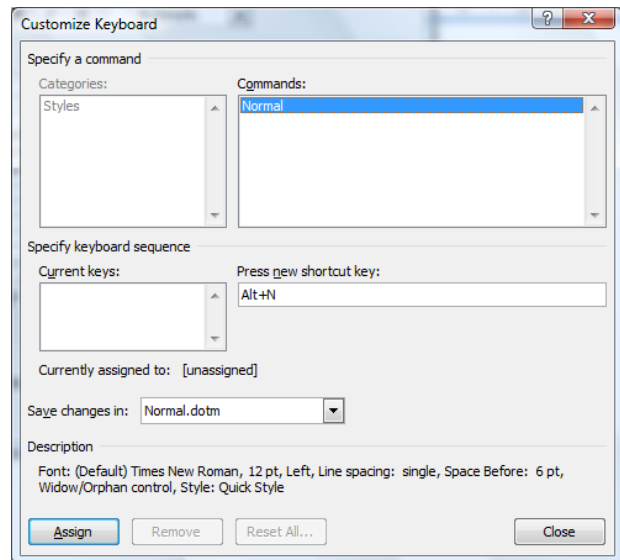 Customize Keyboard
Specify a command
Categories:
Commands:
Styles
Normal
Specify keyboard sequence
Current keys:
Press new shortcut key:
Alt+N
Currently assigned to: [unassigned]
Save changes in:
Normal.dotm
Description
Font: (Default) Times New Roman, 12 pt, Left, Line spacing: single, Space Before: 6 pt,
Widow/Orphan control, Style: Quick Style
Assign
Remove
Reset All...
Close